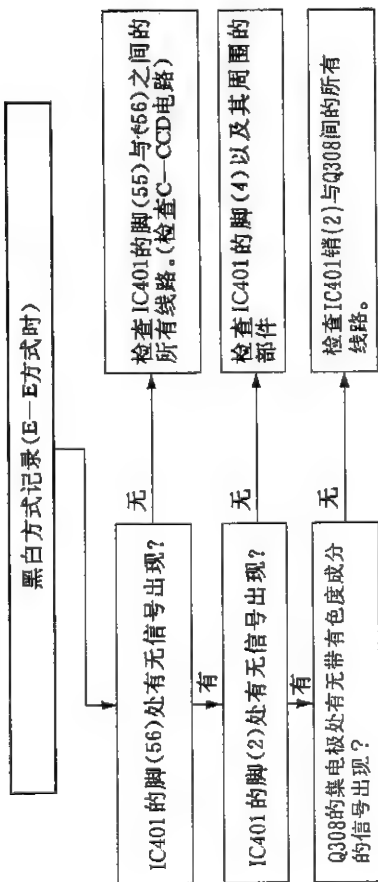 黑白方式记录(E－E方式时)
IC401的脚(56)处有无信号出现?
无
检查IC401的脚(55)与(56)之间的
所有线路。(检查C－CCD电路)
有
IC401的脚(2)处有无信号出现?
无
检查IC401的脚(4)以及其周围的
部件
有
Q308的集电极处有无带有色度成分
的信号出现?
无
检查IC401销(2)与Q308间的所有
线路。